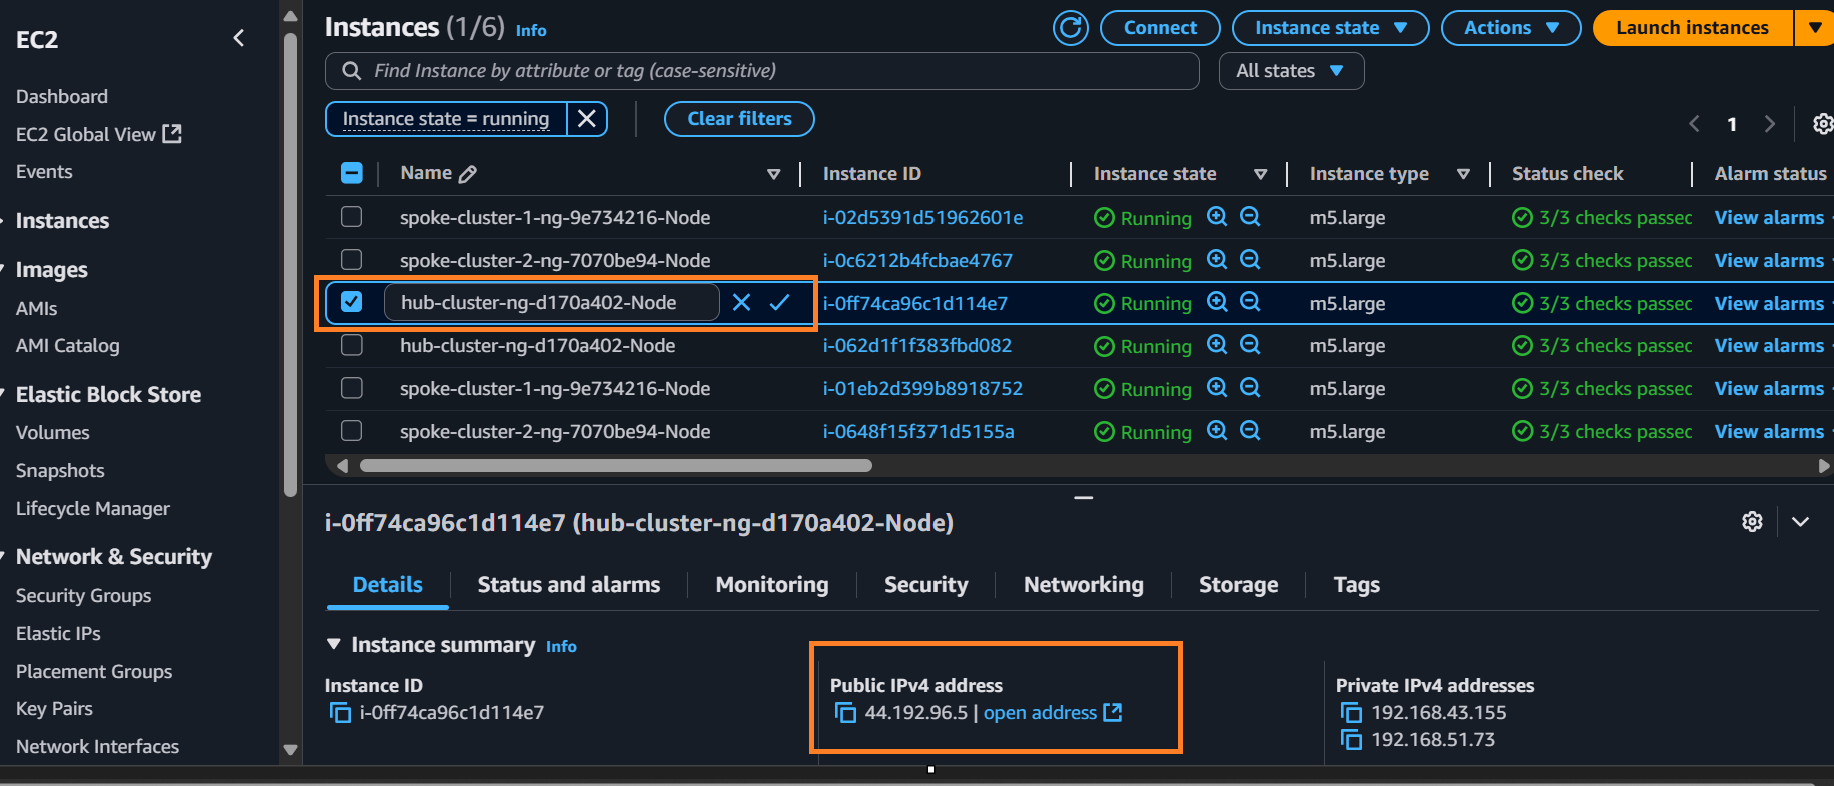 EC2
Dashboard
EC2 Global View
Events
Instances
Images
AMIs
AMI Catalog
Elastic Block Store
Volumes
Snapshots
Lifecycle Manager
Network & Security
Security Groups
Elastic IPs
Placement Groups
Key Pairs
Network Interfaces
Instances (1/6) Info
Connect
Instance state
Actions
Launch instances
Find Instance by attribute or tag (case-sensitive)
All states
Instance state = running
Clear filters
1
Name Instance ID Instance state Instance type Status check Alarm status
spoke-cluster-1-ng-9e734216-Node i-02d5391d51962601e Running m5.large 3/3 checks passec View alarms
spoke-cluster-2-ng-7070be94-Node i-0c6212b4fcbae4767 Running m5.large 3/3 checks passec View alarms
hub-cluster-ng-d170a402-Node i-0ff74ca96c1d114e7 Running m5.large 3/3 checks passec View alarms
hub-cluster-ng-d170a402-Node i-062d1f1f383fbd082 Running m5.large 3/3 checks passec View alarms
spoke-cluster-1-ng-9e734216-Node i-01eb2d399b8918752 Running m5.large 3/3 checks passec View alarms
spoke-cluster-2-ng-7070be94-Node i-0648f15f371d5155a Running m5.large 3/3 checks passec View alarms
i-0ff74ca96c1d114e7 (hub-cluster-ng-d170a402-Node)
Details Status and alarms Monitoring Security Networking Storage Tags
Instance summary Info
Instance ID
i-0ff74ca96c1d114e7
Public IPv4 address
44.192.96.5 | open address
Private IPv4 addresses
192.168.43.155
192.168.51.73